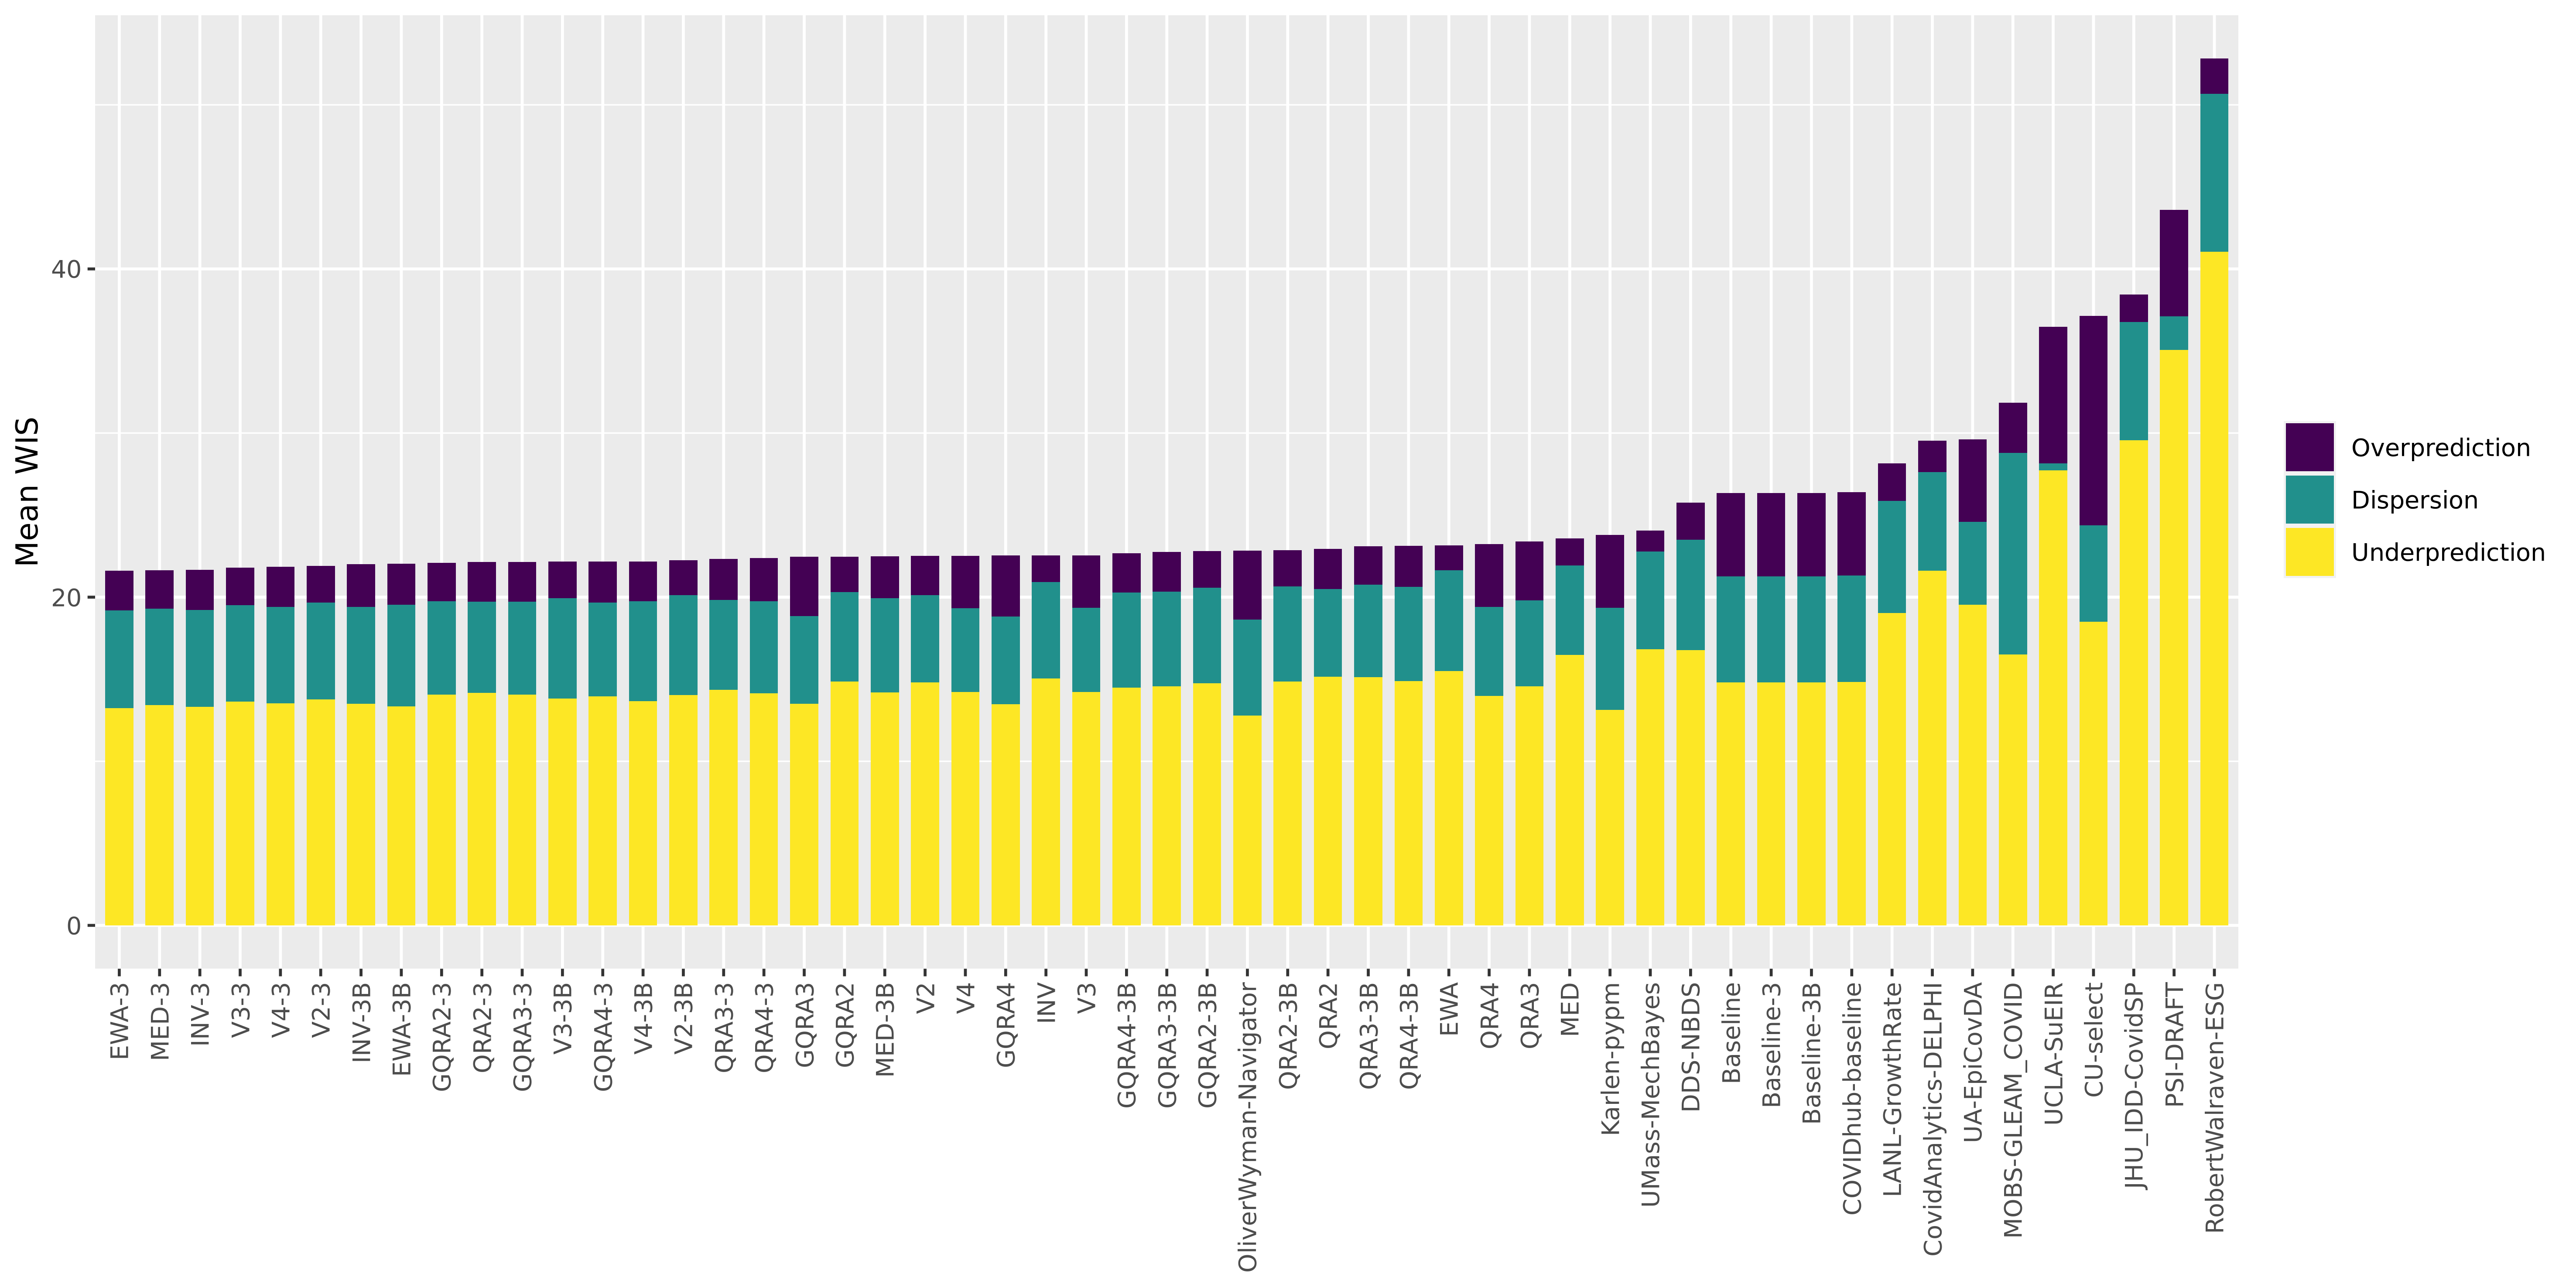 Mean WIS
40
20
0
EWA-3
MED-3
INV-3
V3-3
V4-3
V2-3
INV-3B
EWA-3B
GQRA2-3
QRA2-3
GQRA3-3
V3-3B
GQRA4-3
V4-3B
V2-3B
QRA3-3
QRA4-3
GQRA3
GQRA2
MED-3B
V2
V4
GQRA4
INV
V3
GQRA4-3B
GQRA3-3B
GQRA2-3B
OliverWyman-Navigator
QRA2-3B
QRA2
QRA3-3B
QRA4-3B
EWA
QRA4
QRA3
MED
Karlen-pypm
UMass-MechBayes
DDS-NBDS
Baseline
Baseline-3
Baseline-3B
COVIDhub-baseline
LANL-GrowthRate
CovidAnalytics-DELPHI
UA-EpiCovDA
MOBS-GLEAM_COVID
UCLA-SuEIR
CU-select
JHU_IDD-CovidSP
PSI-DRAFT
RobertWalraven-ESG
Overprediction
Dispersion
Underprediction